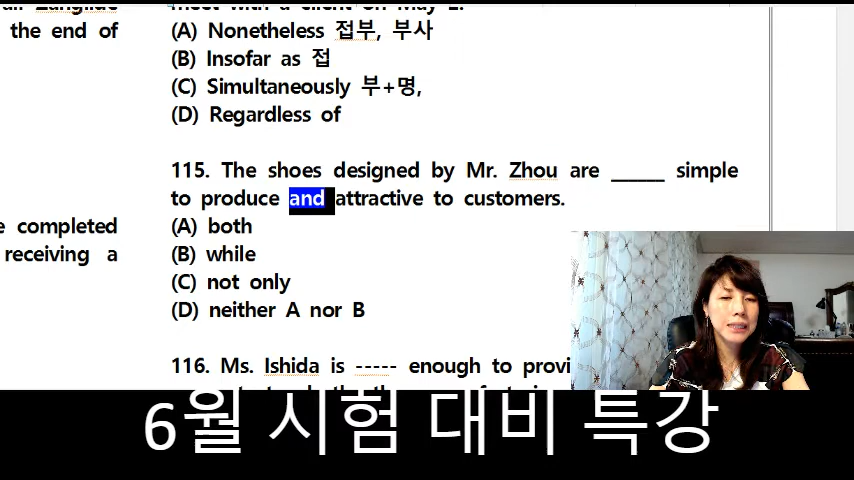 the end of
(A) Nonetheless 접부, 부사
(B) Insofar as 접
(C) Simultaneously 부+명,
(D) Regardless of
115. The shoes designed by Mr. Zhou are ______ simple
to produce and attractive to customers.
e completed
(A) both
receiving a
(B) while
(C) not only
(D) neither A nor B
116. Ms. Ishida is ----- enough to provi
6월 시험 대비 특강